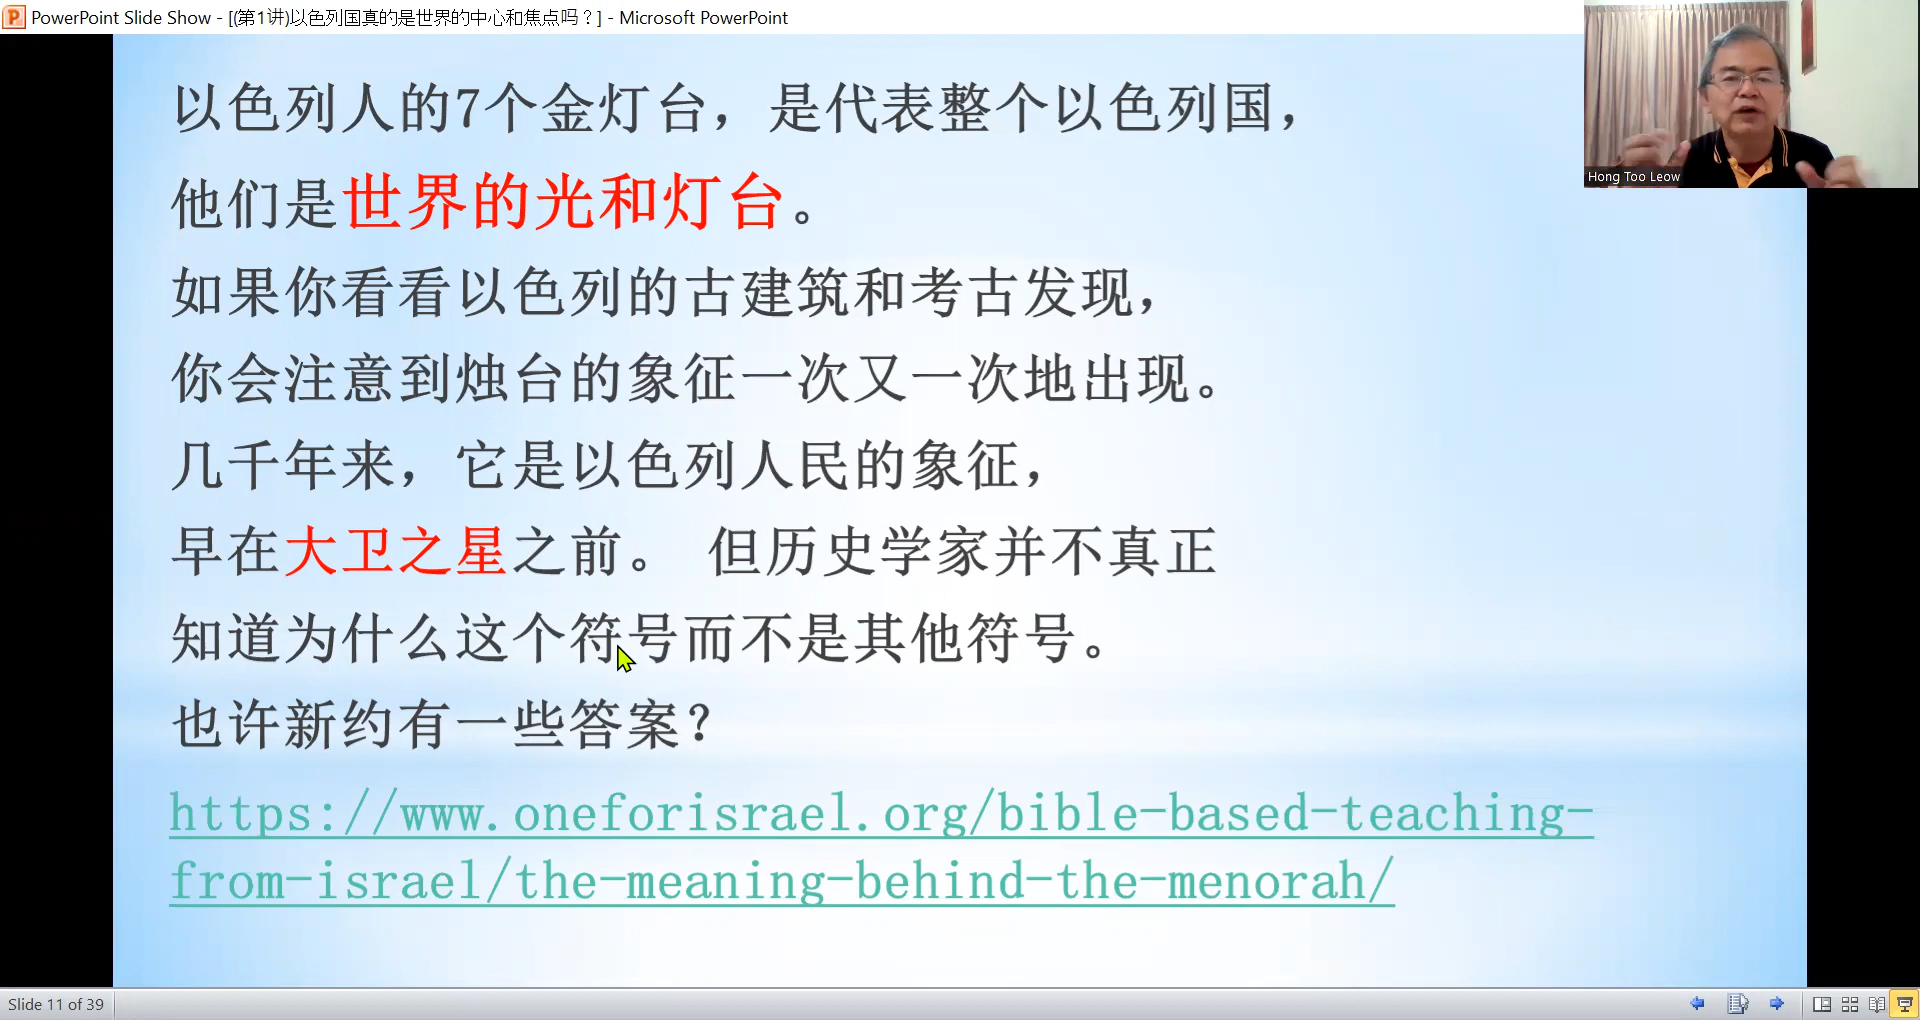 PowerPoint Slide Show - [(第1讲)以色列国真的是世界的中心和焦点吗？] - Microsoft PowerPoint
Hong Too Leow
以色列人的7个金灯台，是代表整个以色列国，
他们是世界的光和灯台。
如果你看看以色列的古建筑和考古发现，
你会注意到烛台的象征一次又一次地出现。
几千年来，它是以色列人民的象征，
早在大卫之星之前。 但历史学家并不真正
知道为什么这个符号而不是其他符号。
也许新约有一些答案？
https://www.oneforisrael.org/bible-based-teaching-
from-israel/the-meaning-behind-the-menorah/
Slide 11 of 39